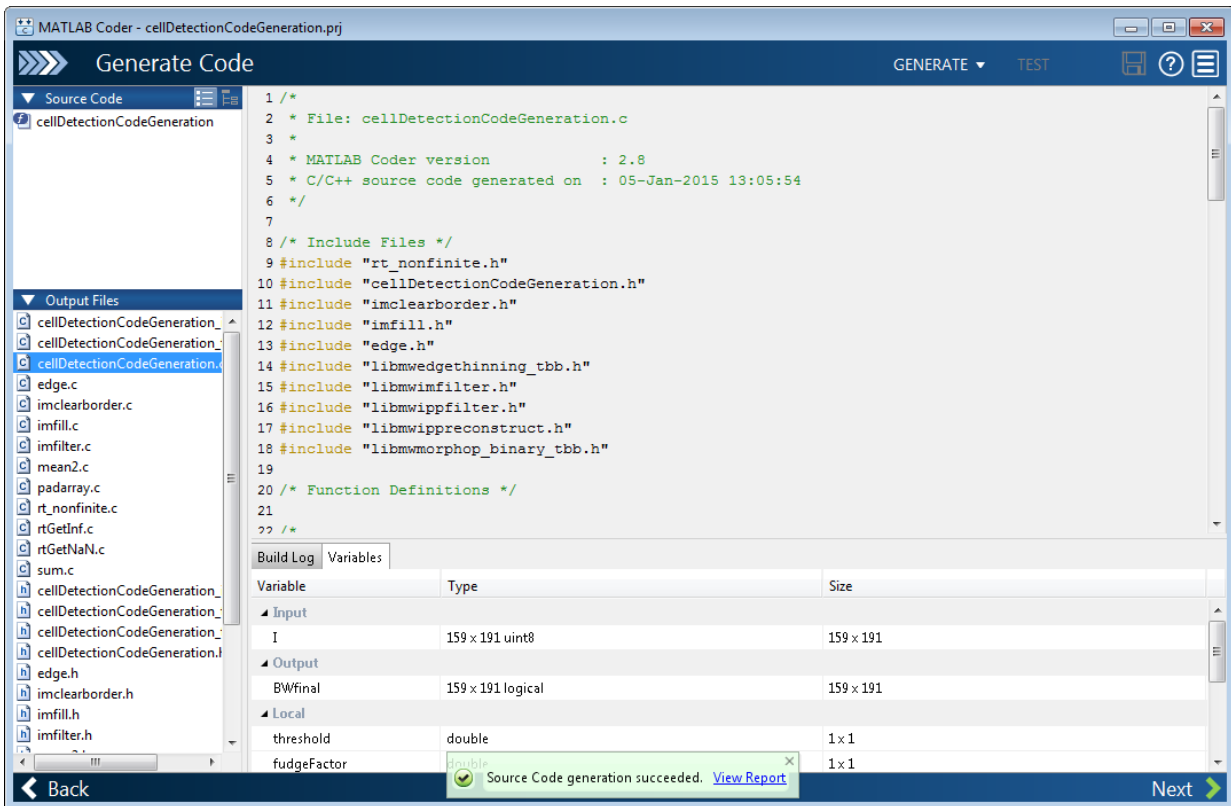 MATLAB Coder - cellDetectionCodeGeneration.prj
Generate Code
GENERATE
TEST
Source Code
cellDetectionCodeGeneration
Output Files
cellDetectionCodeGeneration_
cellDetectionCodeGeneration_
cellDetectionCodeGeneration.c
edge.c
imclearborder.c
imfill.c
imfilter.c
mean2.c
padarray.c
rt_nonfinite.c
rtGetInf.c
rtGetNaN.c
sum.c
cellDetectionCodeGeneration_
cellDetectionCodeGeneration_
cellDetectionCodeGeneration_
cellDetectionCodeGeneration.h
edge.h
imclearborder.h
imfill.h
imfilter.h
1 /*
2 * File: cellDetectionCodeGeneration.c
3 *
4 * MATLAB Coder version : 2.8
5 * C/C++ source code generated on : 05-Jan-2015 13:05:54
6 */
7
8 /* Include Files */
9 #include "rt_nonfinite.h"
10 #include "cellDetectionCodeGeneration.h"
11 #include "imclearborder.h"
12 #include "imfill.h"
13 #include "edge.h"
14 #include "libmwedgethinning_tbb.h"
15 #include "libmwimfilter.h"
16 #include "libmwippfilter.h"
17 #include "libmwippreconstruct.h"
18 #include "libmwmorphop_binary_tbb.h"
19
20 /* Function Definitions */
21
22 /*
Build Log Variables
Variable Type Size
Input
I 159 x 191 uint8 159 x 191
Output
BWfinal 159 x 191 logical 159 x 191
Local
threshold double 1 x 1
fudgeFactor double 1 x 1
Source Code generation succeeded. View Report
Back
Next